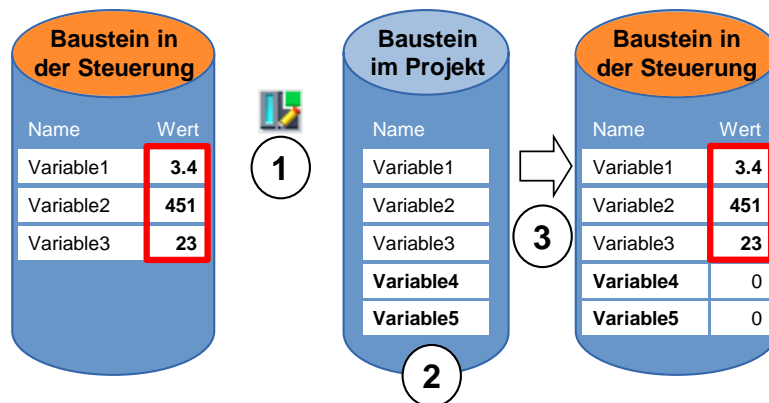 Baustein in
der Steuerung
Name Wert
Variable1 3.4
Variable2 451
Variable3 23
1
Baustein
im Projekt
Name
Variable1
Variable2
Variable3
Variable4
Variable5
2
3
Baustein in
der Steuerung
Name Wert
Variable1 3.4
Variable2 451
Variable3 23
Variable4 0
Variable5 0